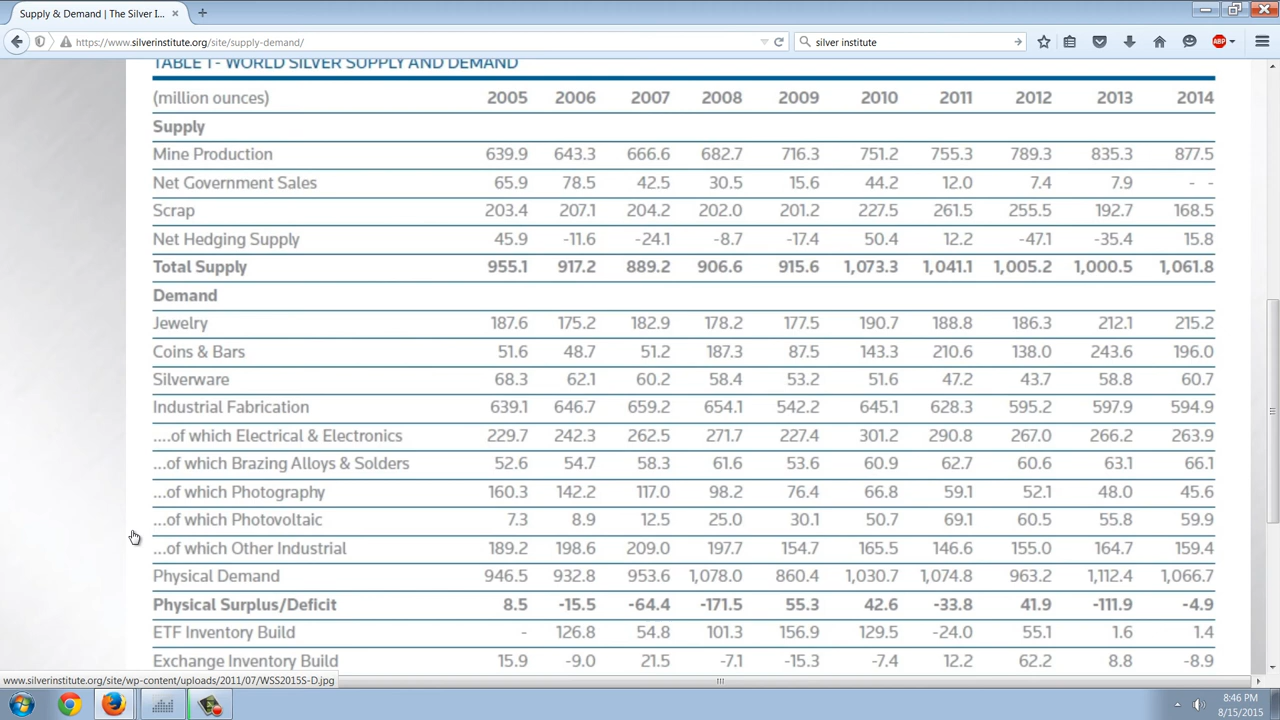 Supply & Demand | The Silver I...
https://www.silverinstitute.org/site/supply-demand/
silver institute
ABP
TABLE 1 - WORLD SILVER SUPPLY AND DEMAND
(million ounces) 2005 2006 2007 2008 2009 2010 2011 2012 2013 2014
Supply
Mine Production 639.9 643.3 666.6 682.7 716.3 751.2 755.3 789.3 835.3 877.5
Net Government Sales 65.9 78.5 42.5 30.5 15.6 44.2 12.0 7.4 7.9 - -
Scrap 203.4 207.1 204.2 202.0 201.2 227.5 261.5 255.5 192.7 168.5
Net Hedging Supply 45.9 -11.6 -24.1 -8.7 -17.4 50.4 12.2 -47.1 -35.4 15.8
Total Supply 955.1 917.2 889.2 906.6 915.6 1,073.3 1,041.1 1,005.2 1,000.5 1,061.8
Demand
Jewelry 187.6 175.2 182.9 178.2 177.5 190.7 188.8 186.3 212.1 215.2
Coins & Bars 51.6 48.7 51.2 187.3 87.5 143.3 210.6 138.0 243.6 196.0
Silverware 68.3 62.1 60.2 58.4 53.2 51.6 47.2 43.7 58.8 60.7
Industrial Fabrication 639.1 646.7 659.2 654.1 542.2 645.1 628.3 595.2 597.9 594.9
....of which Electrical & Electronics 229.7 242.3 262.5 271.7 227.4 301.2 290.8 267.0 266.2 263.9
...of which Brazing Alloys & Solders 52.6 54.7 58.3 61.6 53.6 60.9 62.7 60.6 63.1 66.1
...of which Photography 160.3 142.2 117.0 98.2 76.4 66.8 59.1 52.1 48.0 45.6
...of which Photovoltaic 7.3 8.9 12.5 25.0 30.1 50.7 69.1 60.5 55.8 59.9
...of which Other Industrial 189.2 198.6 209.0 197.7 154.7 165.5 146.6 155.0 164.7 159.4
Physical Demand 946.5 932.8 953.6 1,078.0 860.4 1,030.7 1,074.8 963.2 1,112.4 1,066.7
Physical Surplus/Deficit 8.5 -15.5 -64.4 -171.5 55.3 42.6 -33.8 41.9 -111.9 -4.9
ETF Inventory Build - 126.8 54.8 101.3 156.9 129.5 -24.0 55.1 1.6 1.4
Exchange Inventory Build 15.9 -9.0 21.5 -7.1 -15.3 -7.4 12.2 62.2 8.8 -8.9
www.silverinstitute.org/site/wp-content/uploads/2011/07/WSS2015S-D.jpg
8:46 PM
8/15/2015